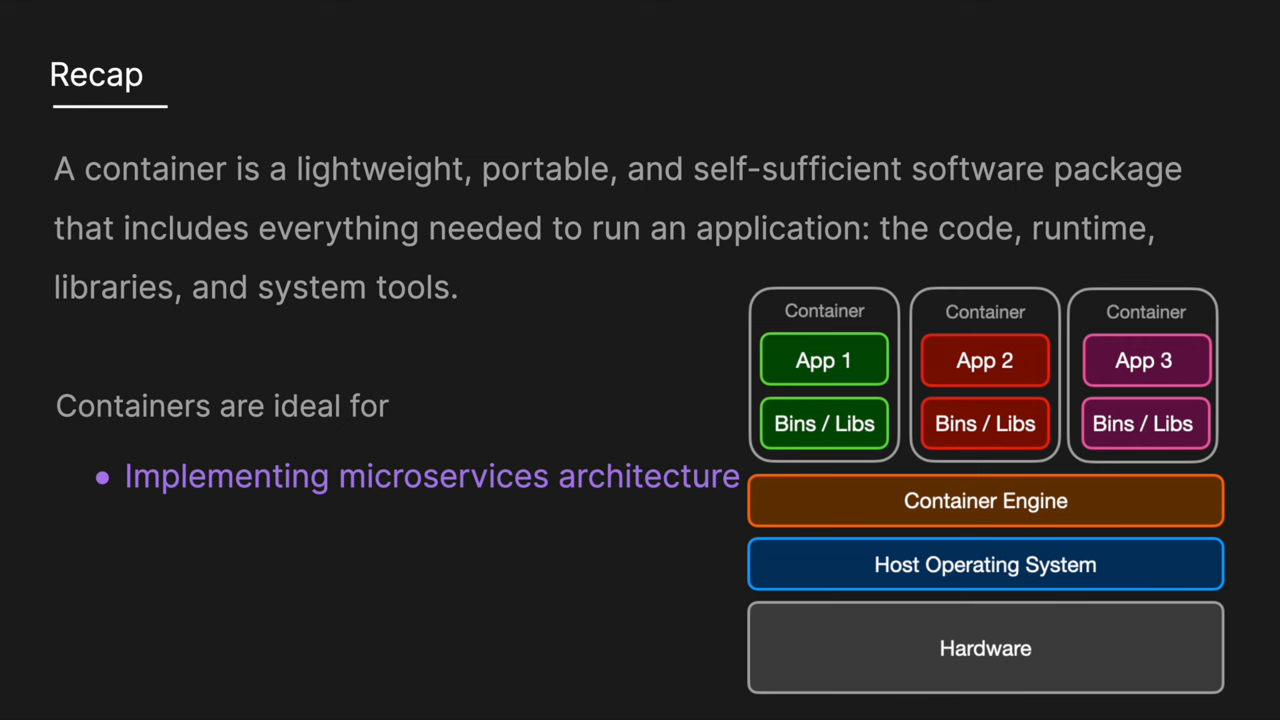 Recap
A container is a lightweight, portable, and self-sufficient software package
that includes everything needed to run an application: the code, runtime,
libraries, and system tools.
Containers are ideal for
• Implementing microservices architecture
Container Container Container
App 1 App 2 App 3
Bins / Libs Bins / Libs Bins / Libs
Container Engine
Host Operating System
Hardware